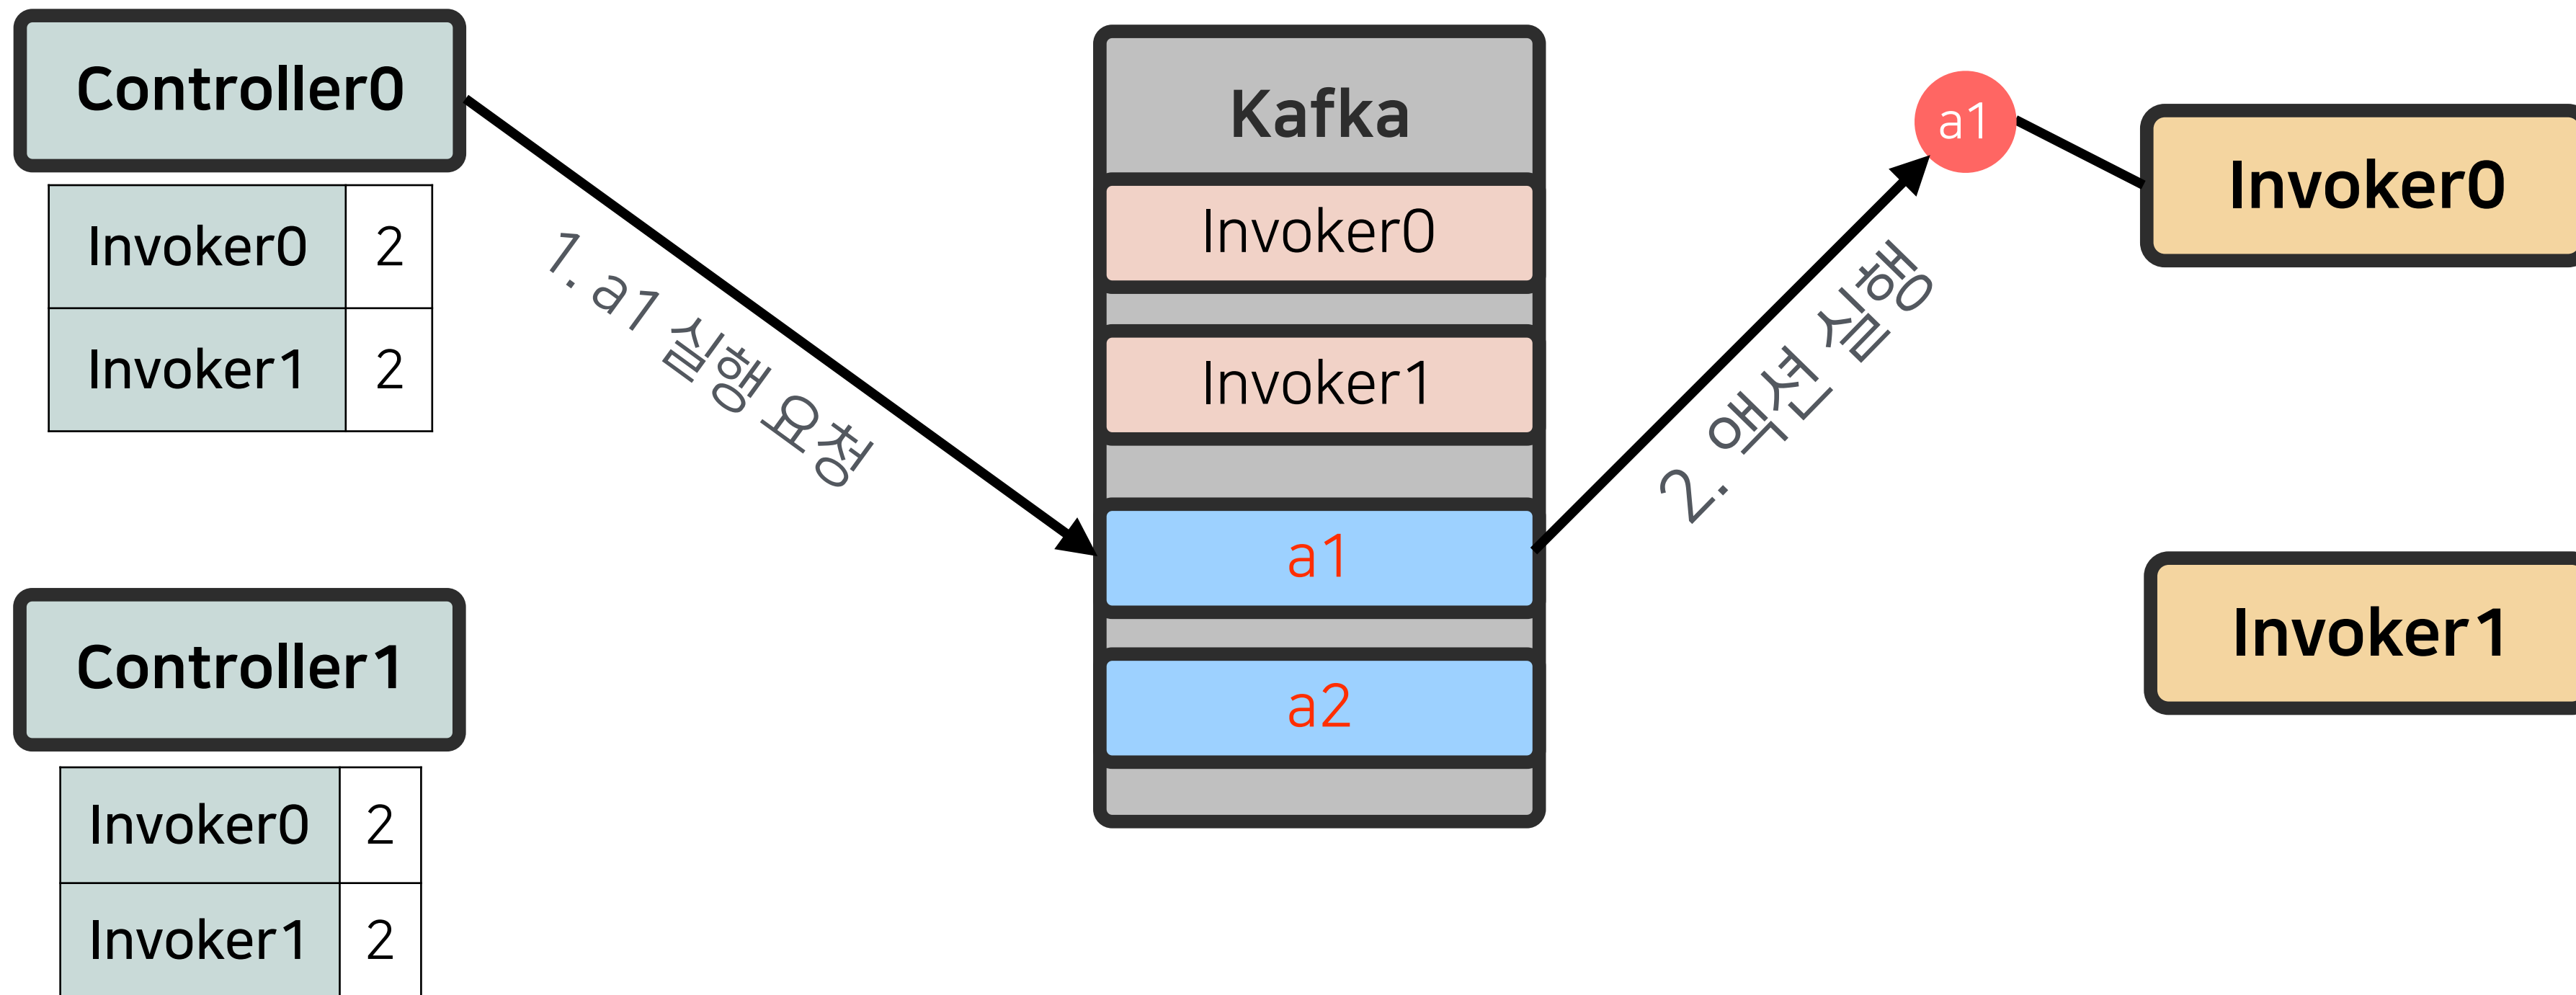 Controller0
Invoker0 2
Invoker1 2
Controller1
Invoker0 2
Invoker1 2
1. a1 실행 요청
Kafka
Invoker0
Invoker1
a1
a2
2. 액션 실행
a1
Invoker0
Invoker1